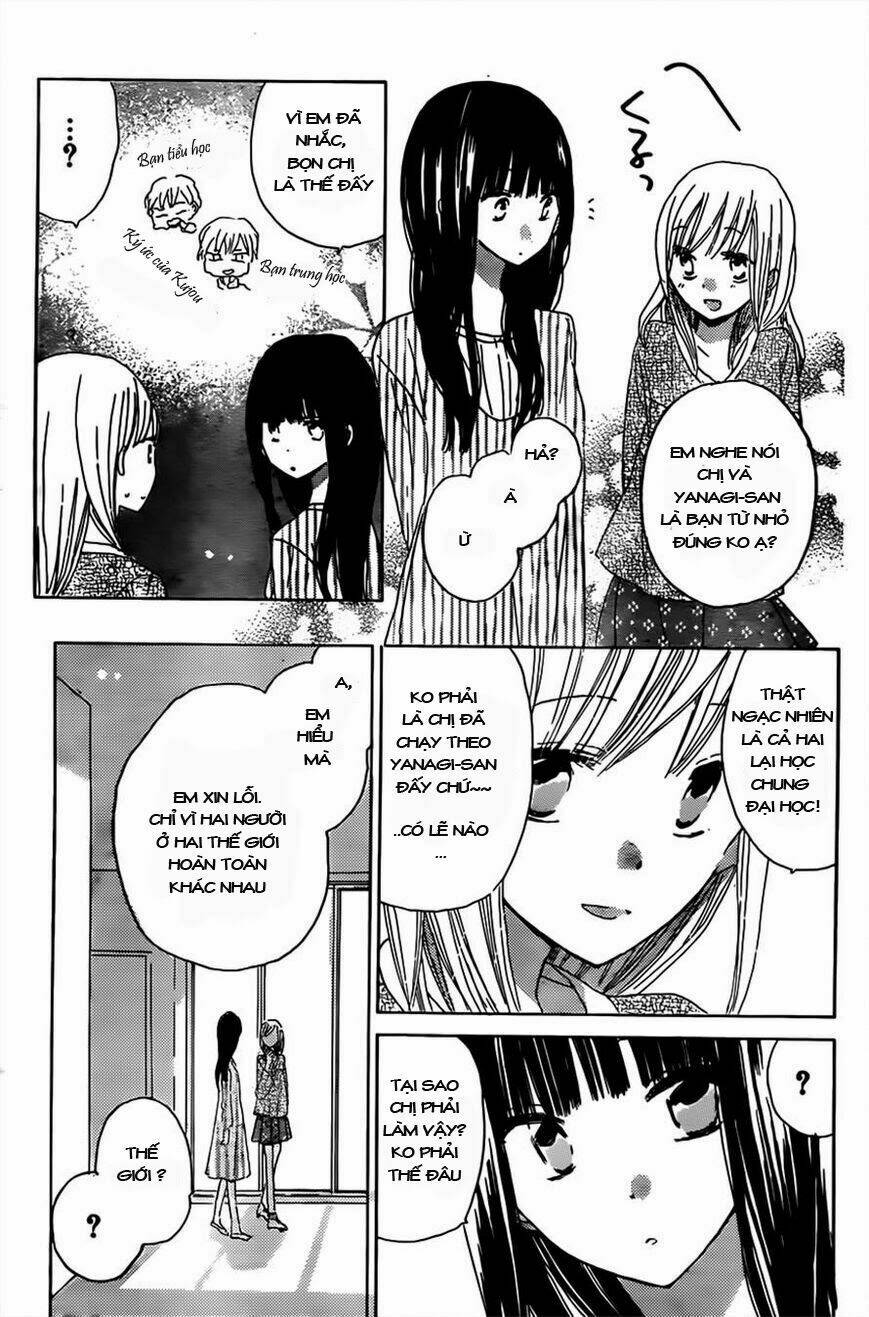 くるっ
EM NGHE NÓI
CHỊ VÀ
YANAGI-SAN
LÀ BẠN TỪ NHỎ
ĐÚNG KO Ạ?
HẢ?
À
Ừ
VÌ EM ĐÃ
NHẮC,
BỌN CHỊ
LÀ THẾ ĐẤY
Bạn tiểu học
Ký ức của Kujou
Bạn trung học
...?
THẬT
NGẠC NHIÊN
LÀ CẢ HAI
LẠI HỌC
CHUNG
ĐẠI HỌC!
KO PHẢI
LÀ CHỊ ĐÃ
CHẠY THEO
YANAGI-SAN
ĐẤY CHỨ~~
..CÓ LẼ NÀO
...
?
TẠI SAO
CHỊ PHẢI
LÀM VẬY?
KO PHẢI
THẾ ĐÂU
A,
EM
HIỂU
MÀ
EM XIN LỖI.
CHỈ VÌ HAI NGƯỜI
Ở HAI THẾ GIỚI
HOÀN TOÀN
KHÁC NHAU
THẾ
GIỚI ?
?